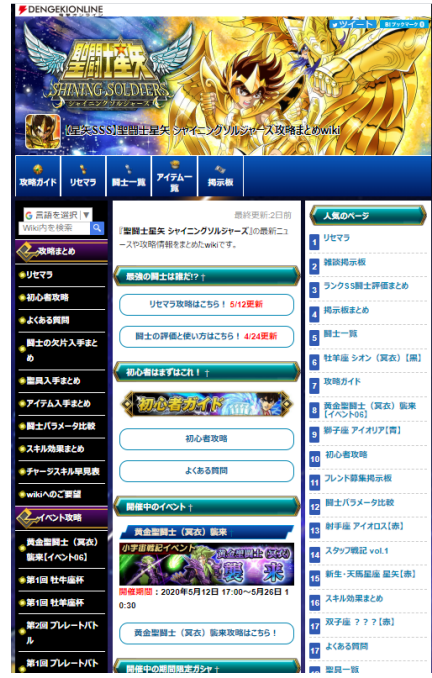 DENGEKIONLINE
電撃オンライン
ツイート
B!ブックマーク 0
聖闘士星矢
SHINING SOLDIERS
シャイニングソルジャーズ
【星矢SSS】聖闘士星矢 シャイニングソルジャーズ攻略まとめwiki
攻略ガイド
リセマラ
闘士一覧
アイテム一
覧
掲示板
G 言語を選択 ▼
Wiki内を検索
攻略まとめ
リセマラ
初心者攻略
よくある質問
闘士の欠片入手まと
め
聖具入手まとめ
アイテム入手まとめ
闘士パラメータ比較
スキル効果まとめ
チャージスキル早見表
wikiへのご要望
イベント攻略
黄金聖闘士（冥衣）
襲来【イベント06】
第1回 牡牛座杯
第1回 牡羊座杯
第2回 プレートバト
ル
第1回 プレートバト
最終更新:2日前
『聖闘士星矢 シャイニングソルジャーズ』の最新ニュ
ースや攻略情報をまとめたwikiです。
最強の闘士は誰だ!? †
リセマラ攻略はこちら！ 5/12更新
闘士の評価と使い方はこちら！ 4/24更新
初心者はまずはこれ！ †
初心者ガイド
初心者攻略
よくある質問
開催中のイベント †
黄金聖闘士（冥衣）襲来 †
小宇宙戦記イベント
黄金聖闘士（冥衣）
襲来
開催期間：2020年5月12日 17:00～5月26日 1
0:30
黄金聖闘士（冥衣）襲来攻略はこちら！
開催中の期間限定ガシャ †
人気のページ
1 リセマラ
2 雑談掲示板
3 ランクSS闘士評価まとめ
4 掲示板まとめ
5 闘士一覧
6 牡羊座 シオン（冥衣）【黒】
7 攻略ガイド
8 黄金聖闘士（冥衣）襲来
【イベント06】
9 獅子座 アイオリア【青】
10 初心者攻略
11 フレンド募集掲示板
12 闘士パラメータ比較
13 射手座 アイオロス【赤】
14 スタッフ戦記 vol.1
15 新生・天馬星座 星矢【赤】
16 スキル効果まとめ
17 双子座 ？？？【赤】
17 よくある質問
18 聖具一覧